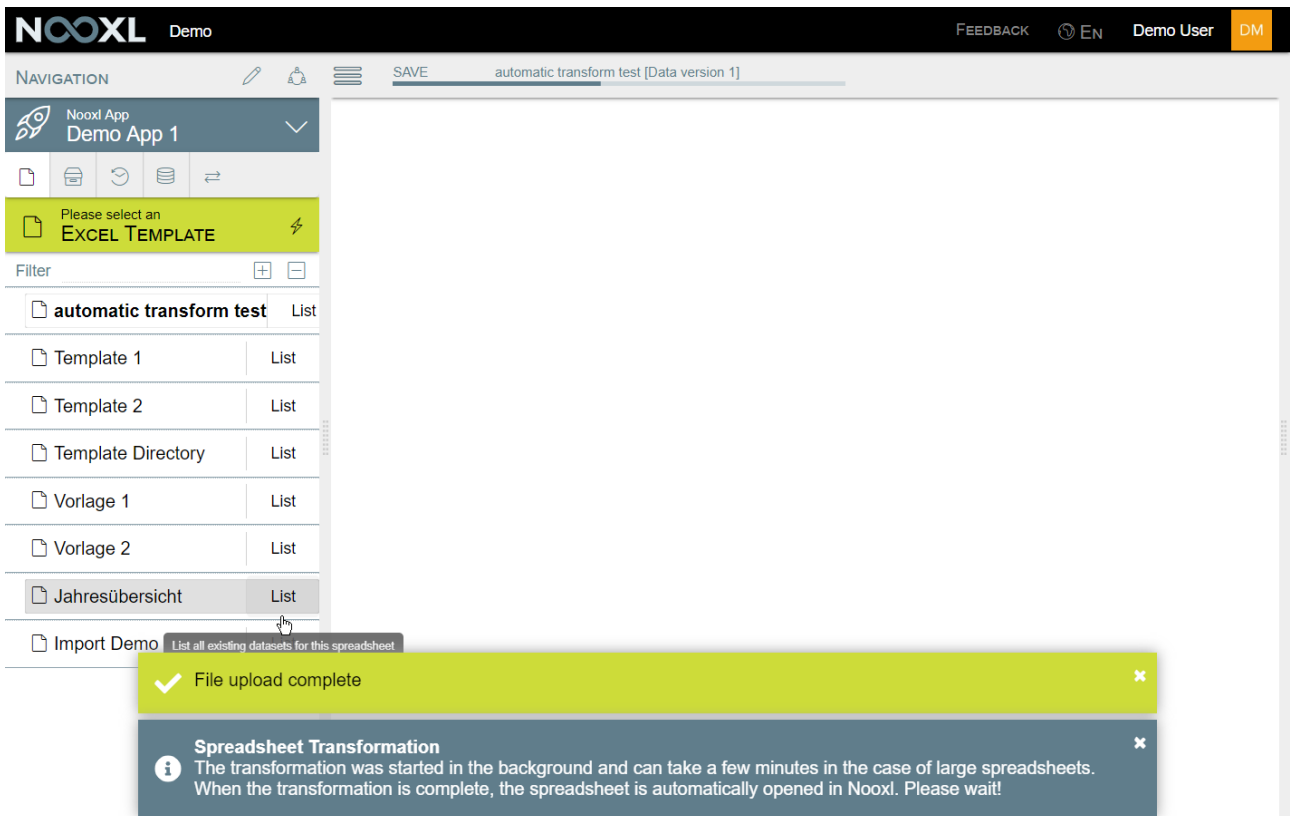 NOOXL Demo FEEDBACK EN Demo User DM
NAVIGATION SAVE automatic transform test [Data version 1]
Nooxl App
Demo App 1
Please select an
EXCEL TEMPLATE
Filter
automatic transform test List
Template 1 List
Template 2 List
Template Directory List
Vorlage 1 List
Vorlage 2 List
Jahresübersicht List
Import Demo
List all existing datasets for this spreadsheet
File upload complete
Spreadsheet Transformation
The transformation was started in the background and can take a few minutes in the case of large spreadsheets.
When the transformation is complete, the spreadsheet is automatically opened in Nooxl. Please wait!